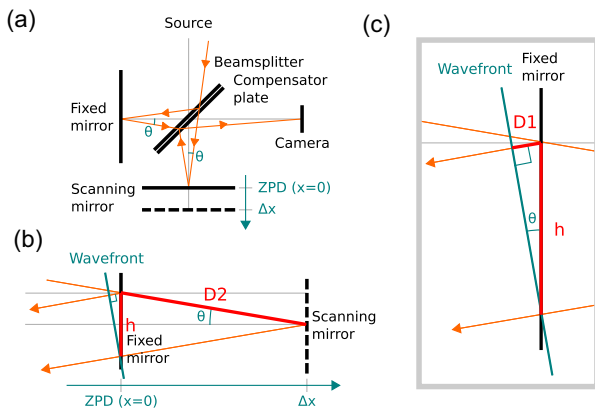 (a)
Source
Beamsplitter
Compensator
plate
Fixed
mirror
θ
θ
Camera
Scanning
mirror
ZPD (x=0)
Δx
(b)
Wavefront
D2
θ
h
Fixed
mirror
Scanning
mirror
ZPD (x=0)
Δx
(c)
Fixed
mirror
Wavefront
D1
θ
h